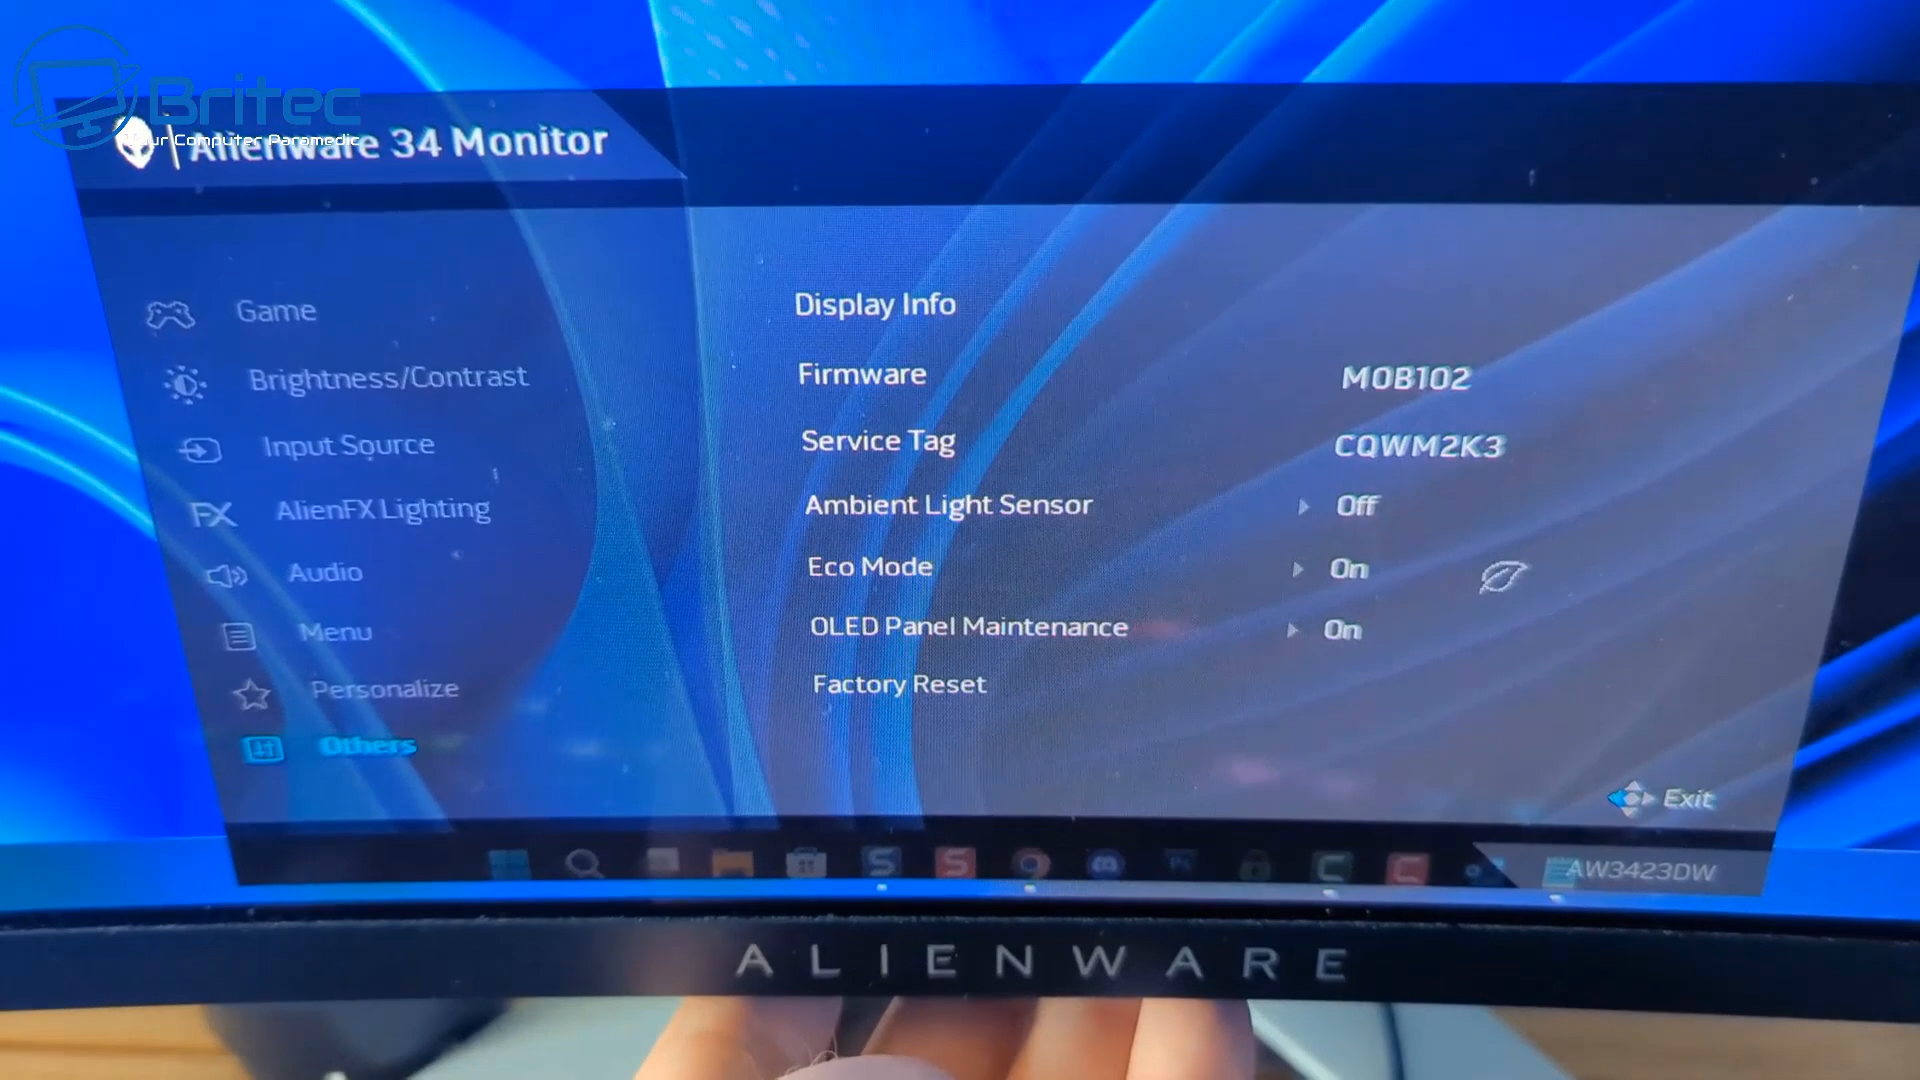 Britec
Your Computer Paramedic
Alienware 34 Monitor
Game
Brightness/Contrast
Input Source
FX AlienFX Lighting
Audio
Menu
Personalize
Others
Display Info
Firmware M0B102
Service Tag CQWM2K3
Ambient Light Sensor Off
Eco Mode On
OLED Panel Maintenance On
Factory Reset
Exit
AW3423DW
ALIENWARE